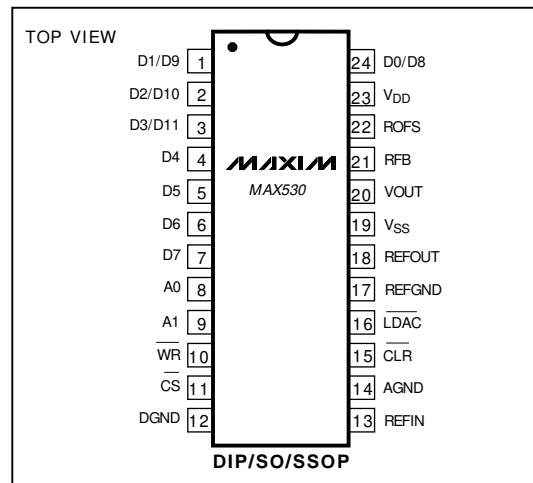 TOP VIEW
D1/D9 1 24 D0/D8
D2/D10 2 23 VDD
D3/D11 3 22 ROFS
D4 4 21 RFB
MAXIM
MAX530
D5 5 20 VOUT
D6 6 19 VSS
D7 7 18 REFOUT
A0 8 17 REFGND
A1 9 16 LDAC
WR 10 15 CLR
CS 11 14 AGND
DGND 12 13 REFIN
DIP/SO/SSOP